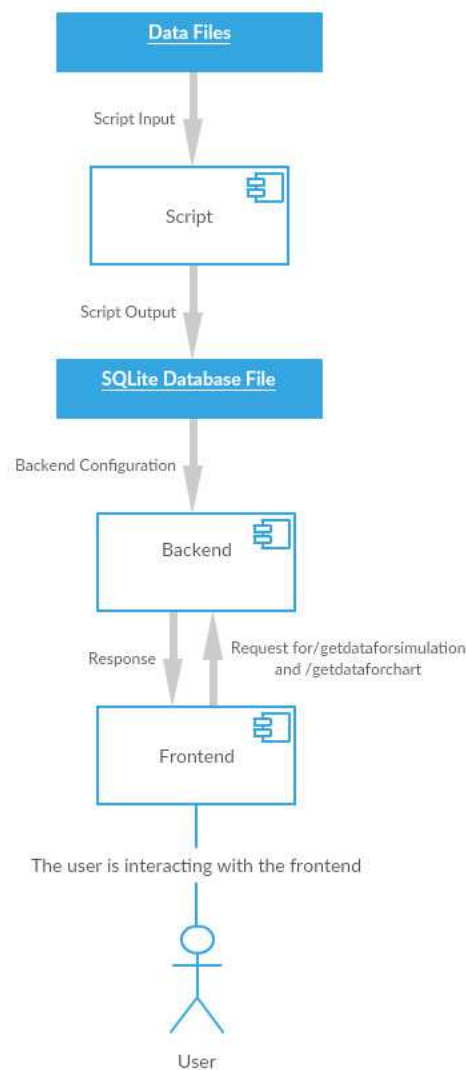 Data Files
Script Input
Script
Script Output
SQLite Database File
Backend Configuration
Backend
Response
Request for/getdataforsimulation
and /getdataforchart
Frontend
The user is interacting with the frontend
User